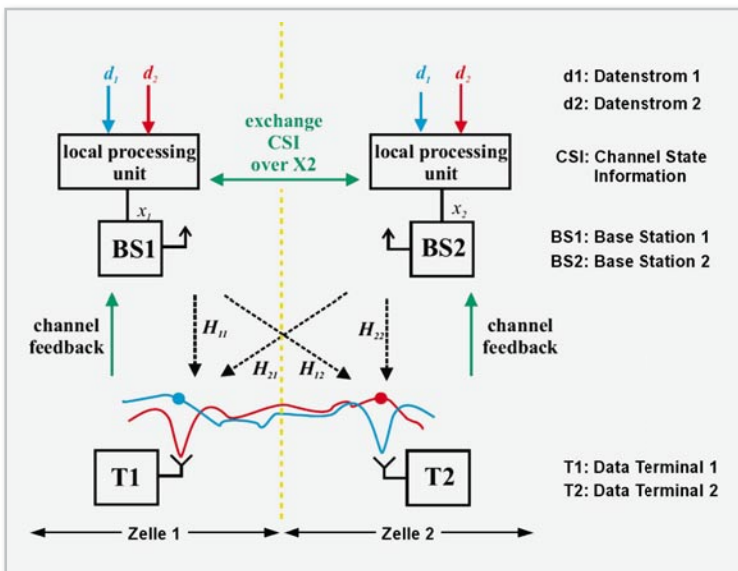 d₁ d₂
local processing
unit
x₁
BS1
exchange
CSI
over X2
d₁ d₂
local processing
unit
x₂
BS2
d1: Datenstrom 1
d2: Datenstrom 2
CSI: Channel State
Information
BS1: Base Station 1
BS2: Base Station 2
channel
feedback
H₁₁
H₂₁
H₁₂
H₂₂
channel
feedback
T1
T2
T1: Data Terminal 1
T2: Data Terminal 2
Zelle 1
Zelle 2